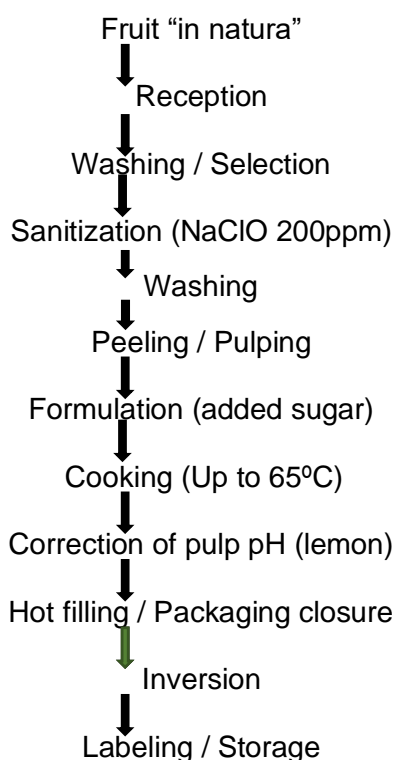 Fruit “in natura”
Reception
Washing / Selection
Sanitization (NaClO 200ppm)
Washing
Peeling / Pulping
Formulation (added sugar)
Cooking (Up to 65ºC)
Correction of pulp pH (lemon)
Hot filling / Packaging closure
Inversion
Labeling / Storage